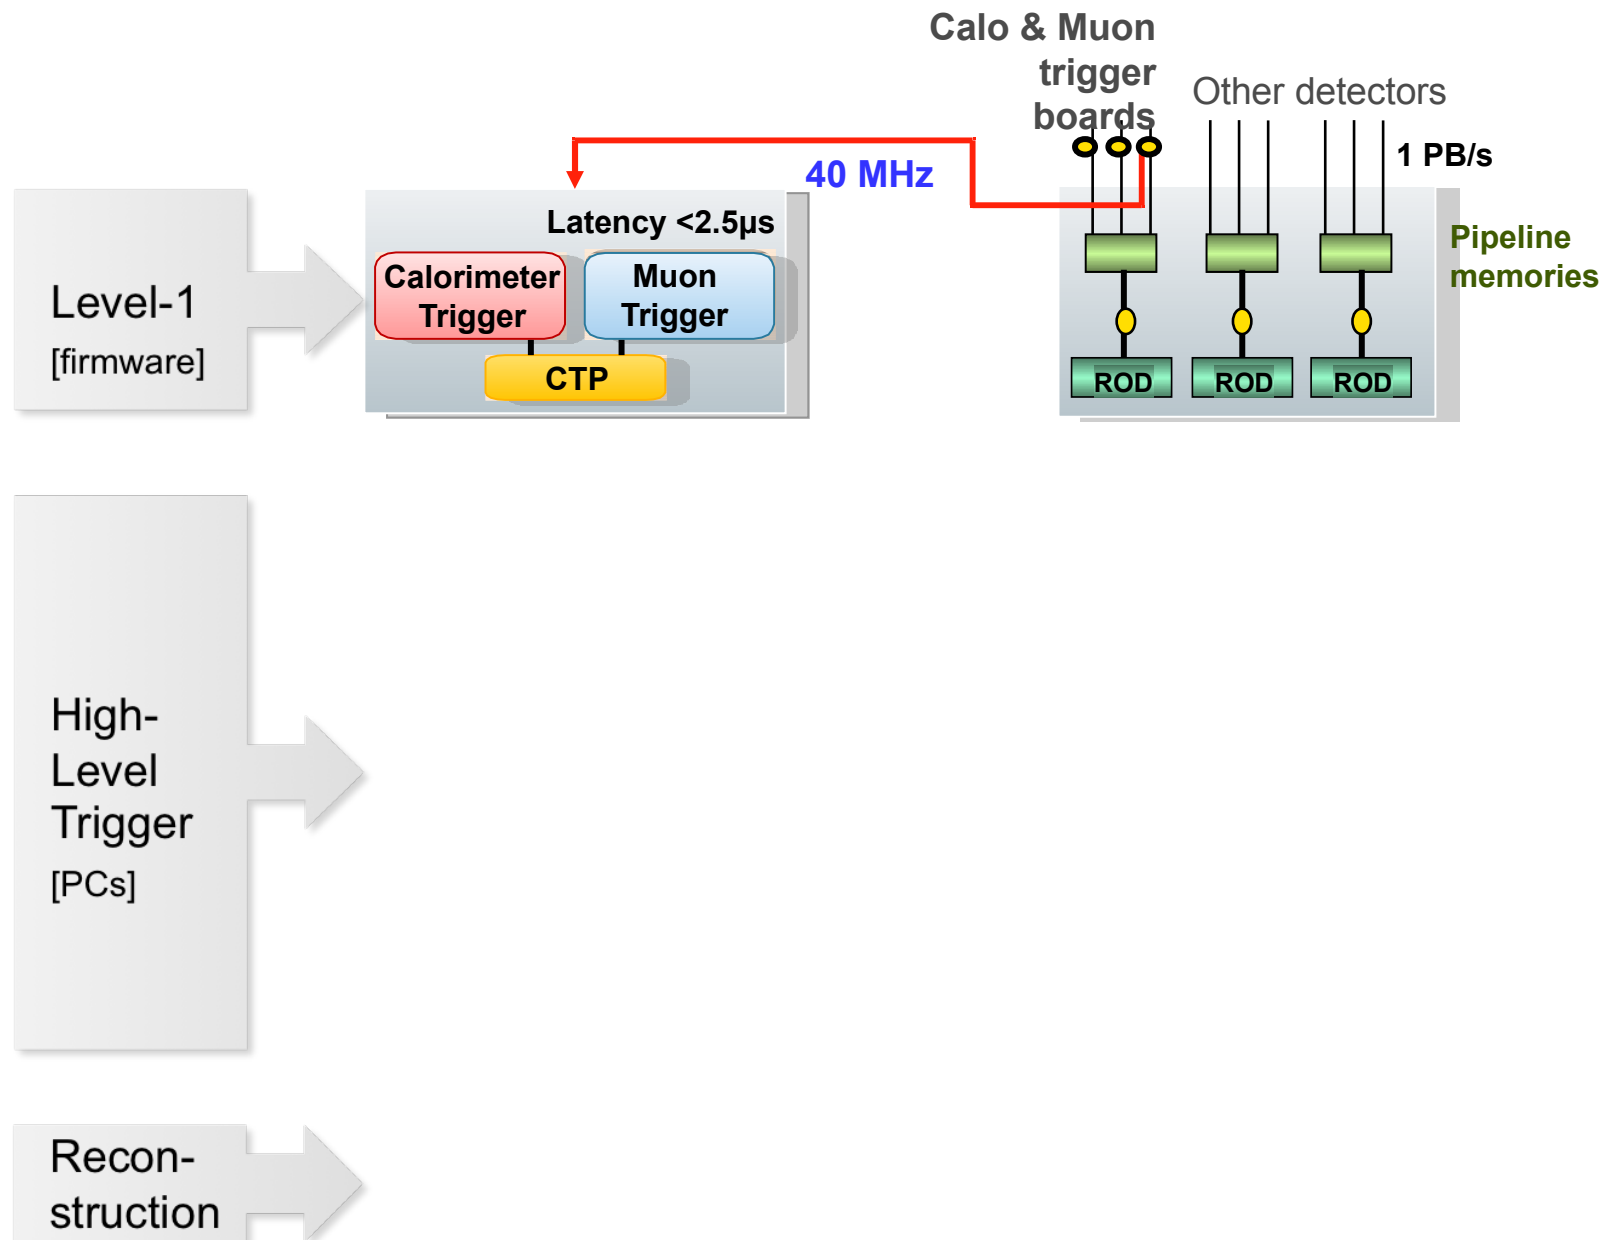 Calo & Muon
trigger
boards
Other detectors
1 PB/s
40 MHz
Latency <2.5µs
Pipeline
memories
Calorimeter
Trigger
Muon
Trigger
CTP
ROD
ROD
ROD
Level-1
[firmware]
High-
Level
Trigger
[PCs]
Recon-
struction